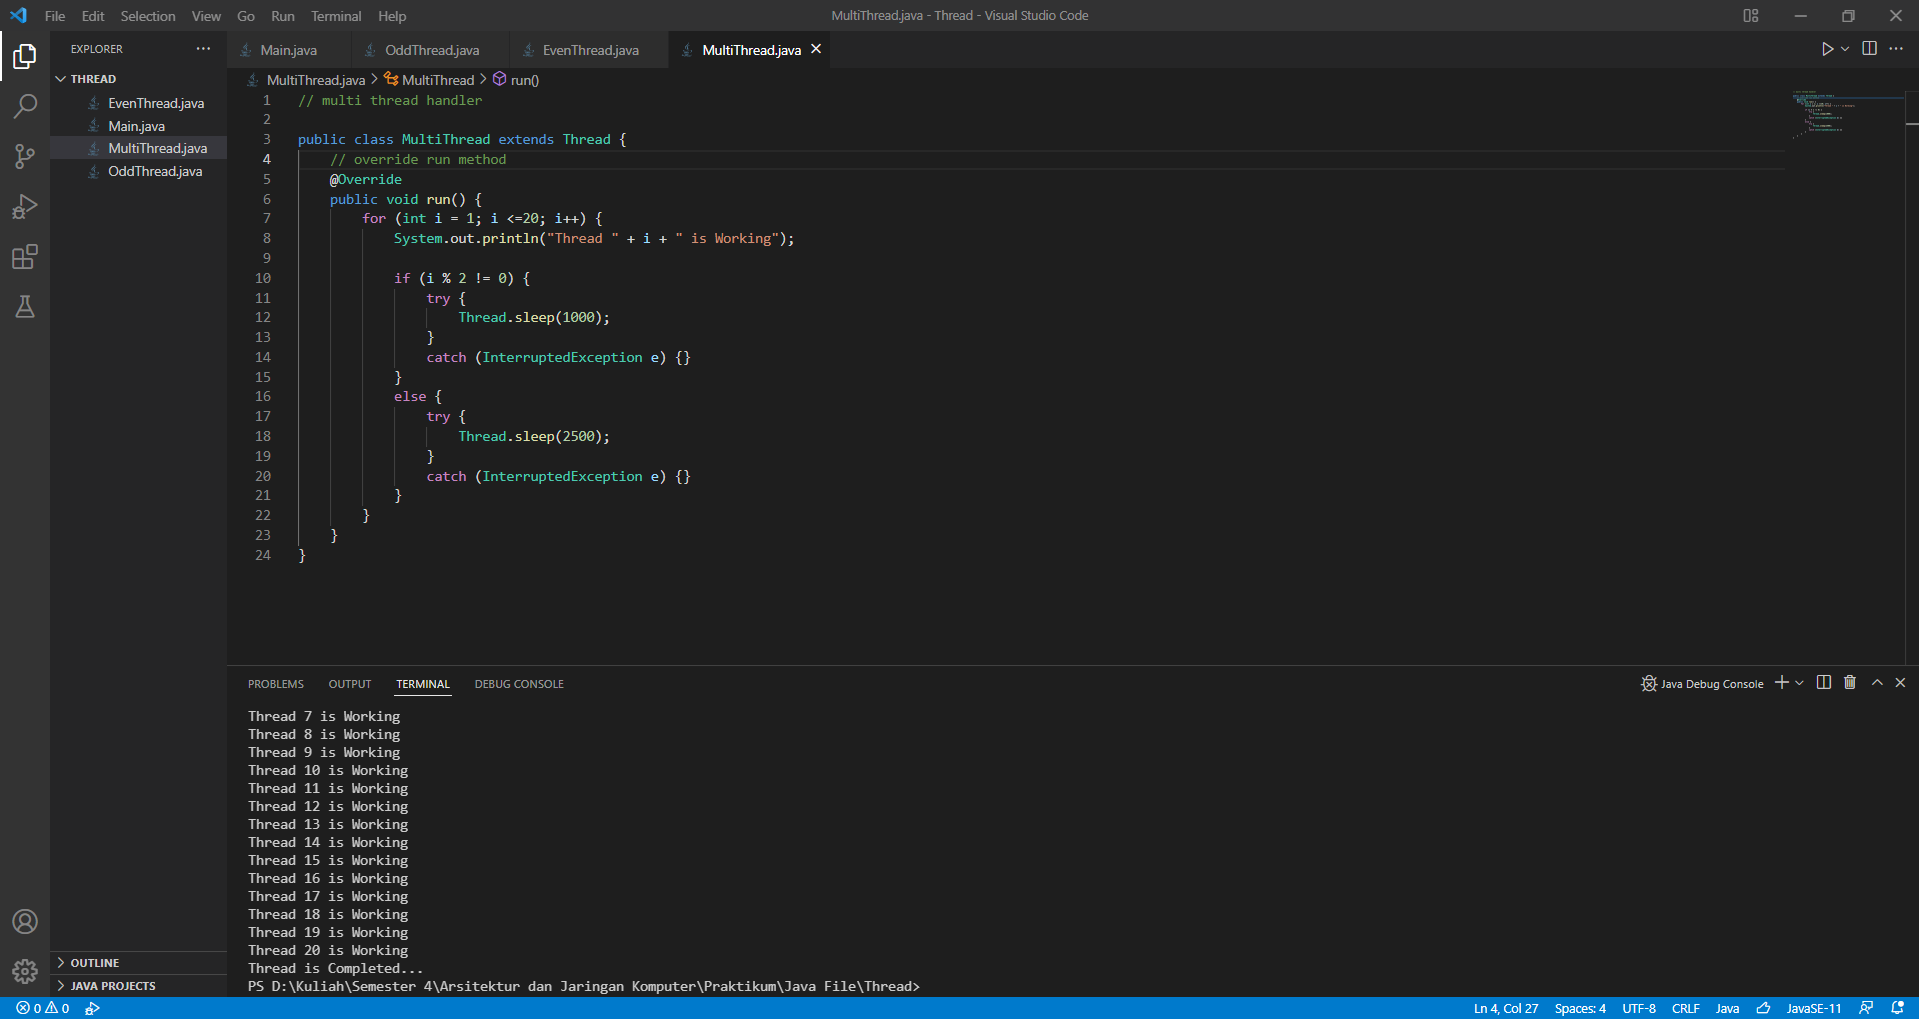 File Edit Selection View Go Run Terminal Help
MultiThread.java - Thread - Visual Studio Code
EXPLORER
THREAD
EvenThread.java
Main.java
MultiThread.java
OddThread.java
OUTLINE
JAVA PROJECTS
Main.java OddThread.java EvenThread.java MultiThread.java
MultiThread.java > MultiThread > run()
1 // multi thread handler
2
3 public class MultiThread extends Thread {
4 // override run method
5 @Override
6 public void run() {
7 for (int i = 1; i <=20; i++) {
8 System.out.println("Thread " + i + " is Working");
9
10 if (i % 2 != 0) {
11 try {
12 Thread.sleep(1000);
13 }
14 catch (InterruptedException e) {}
15 }
16 else {
17 try {
18 Thread.sleep(2500);
19 }
20 catch (InterruptedException e) {}
21 }
22 }
23 }
24 }
PROBLEMS OUTPUT TERMINAL DEBUG CONSOLE
Java Debug Console
Thread 7 is Working
Thread 8 is Working
Thread 9 is Working
Thread 10 is Working
Thread 11 is Working
Thread 12 is Working
Thread 13 is Working
Thread 14 is Working
Thread 15 is Working
Thread 16 is Working
Thread 17 is Working
Thread 18 is Working
Thread 19 is Working
Thread 20 is Working
Thread is Completed...
PS D:\Kuliah\Semester 4\Arsitektur dan Jaringan Komputer\Praktikum\Java File\Thread>
0 0
Ln 4, Col 27 Spaces: 4 UTF-8 CRLF Java JavaSE-11